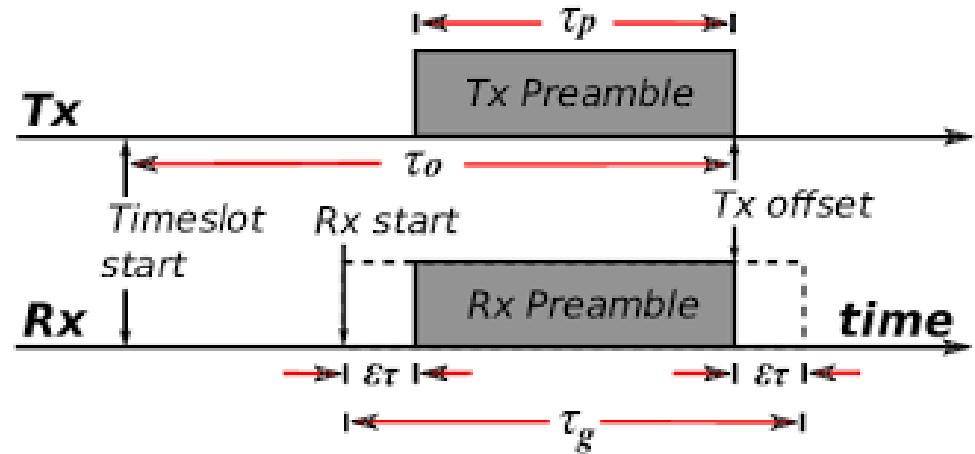 τp
Tx Preamble
Tx
τo
Timeslot
start
Rx start
Tx offset
Rx Preamble
Rx
time
ετ
ετ
τg